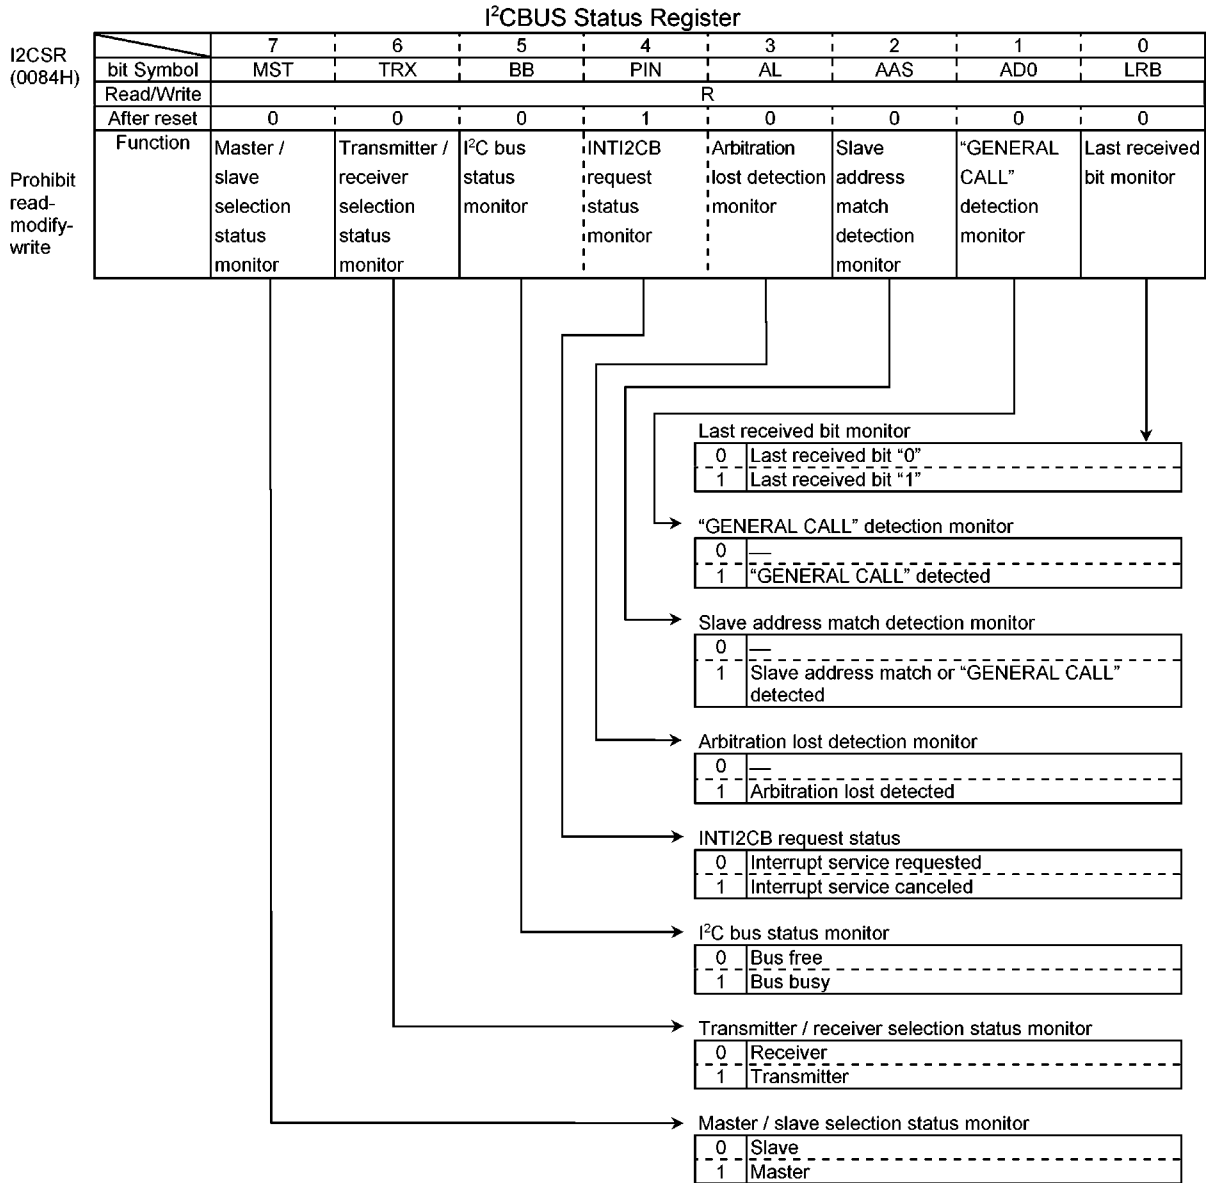 I²CBUS Status Register
I2CSR
(0084H)
7 6 5 4 3 2 1 0
bit Symbol MST TRX BB PIN AL AAS AD0 LRB
Read/Write R
After reset 0 0 0 1 0 0 0 0
Prohibit
read-
modify-
write
Function
Master /
slave
selection
status
monitor
Transmitter /
receiver
selection
status
monitor
I²C bus
status
monitor
INTI2CB
request
status
monitor
Arbitration
lost detection
monitor
Slave
address
match
detection
monitor
“GENERAL
CALL”
detection
monitor
Last received
bit monitor
Last received bit monitor
0 Last received bit “0”
1 Last received bit “1”
“GENERAL CALL” detection monitor
0 —
1 “GENERAL CALL” detected
Slave address match detection monitor
0 —
1 Slave address match or “GENERAL CALL”
detected
Arbitration lost detection monitor
0 —
1 Arbitration lost detected
INTI2CB request status
0 Interrupt service requested
1 Interrupt service canceled
I²C bus status monitor
0 Bus free
1 Bus busy
Transmitter / receiver selection status monitor
0 Receiver
1 Transmitter
Master / slave selection status monitor
0 Slave
1 Master